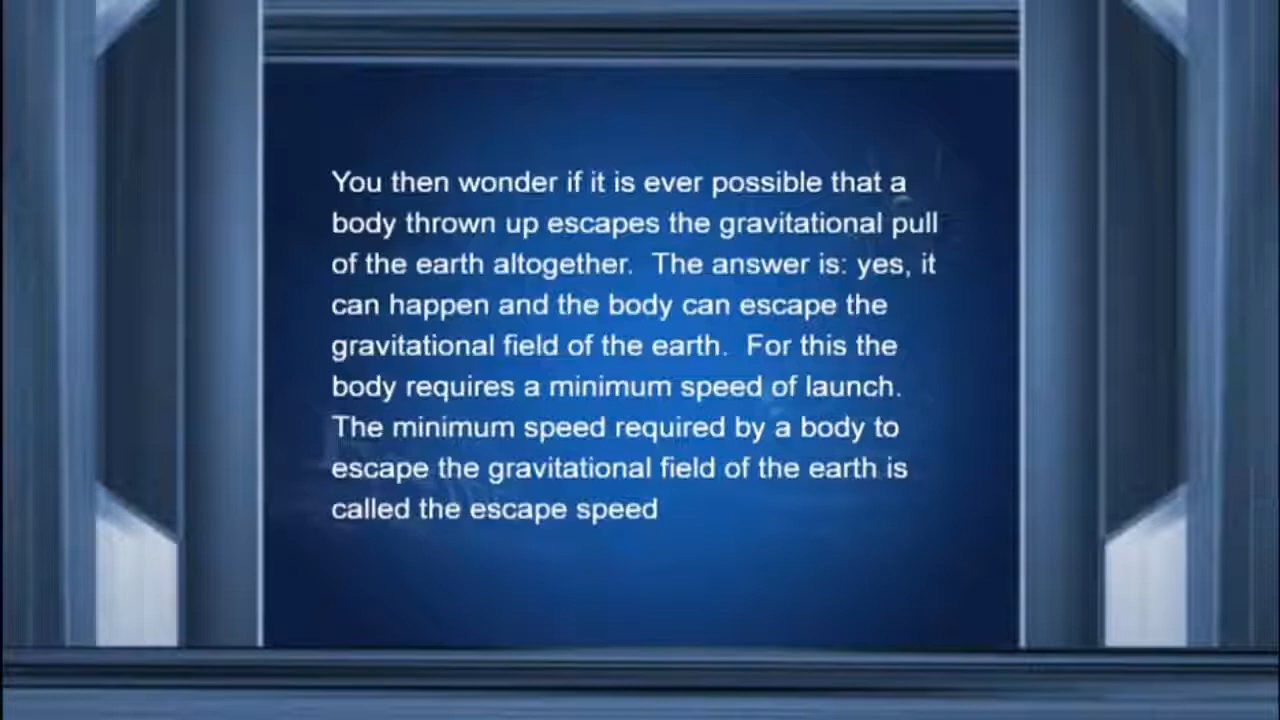 You then wonder if it is ever possible that a
body thrown up escapes the gravitational pull
of the earth altogether.  The answer is: yes, it
can happen and the body can escape the
gravitational field of the earth.  For this the
body requires a minimum speed of launch.
The minimum speed required by a body to
escape the gravitational field of the earth is
called the escape speed